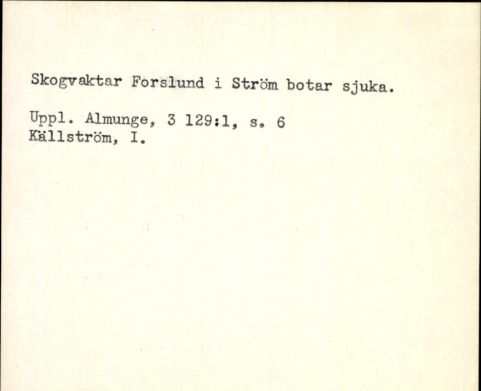 Skogvaktar Forslund i Ström botar sjuka.
Uppl. Almunge, 3 129:1, s. 6
Källström, I.